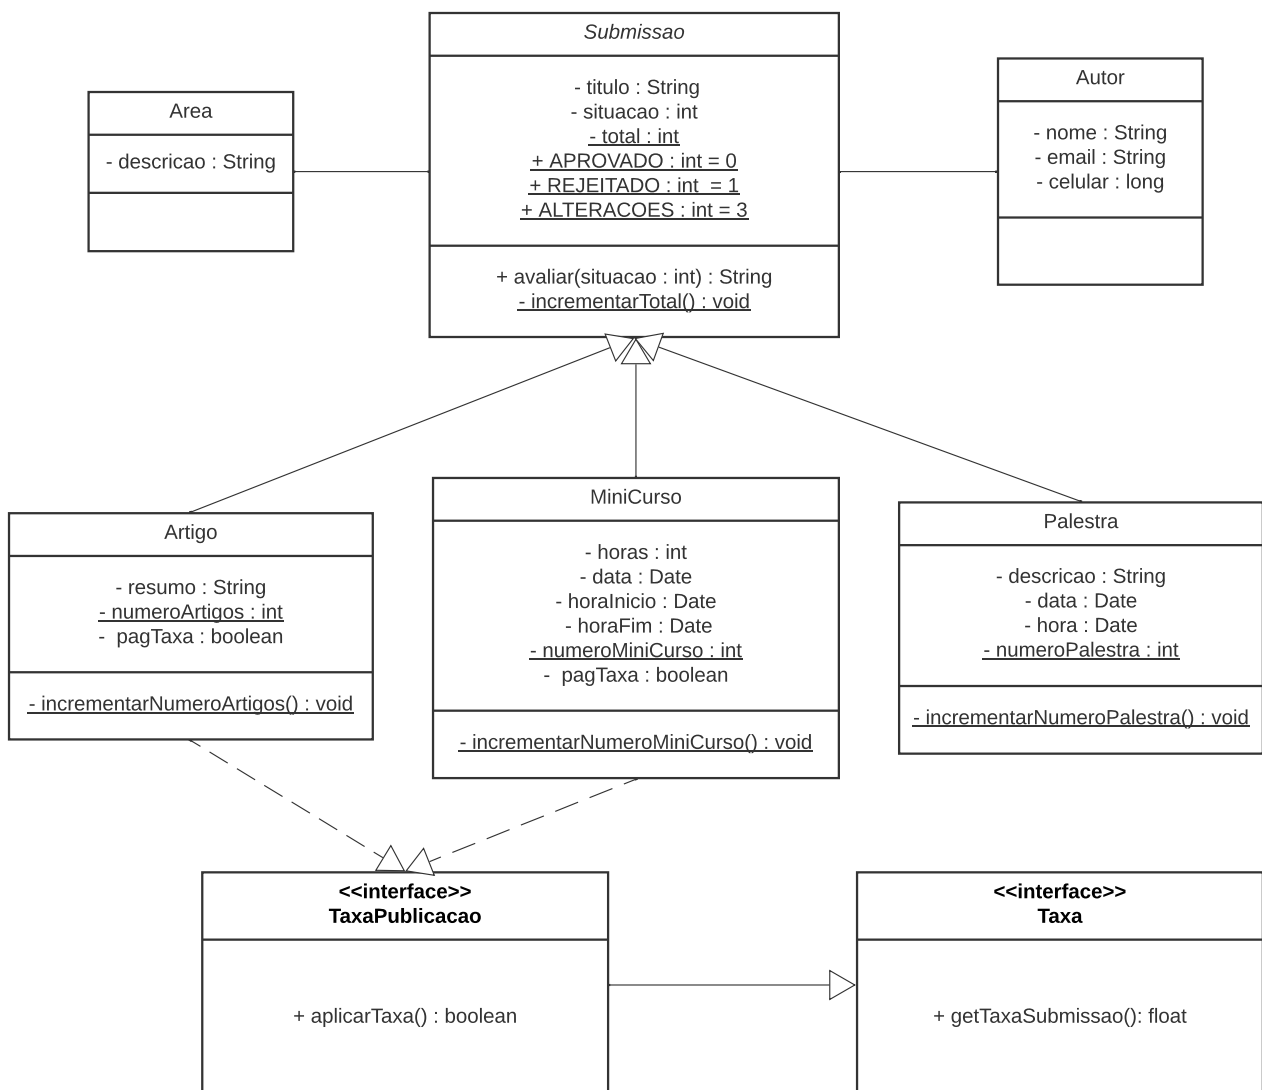 Submissao
- titulo : String
- situacao : int
- total : int
+ APROVADO : int = 0
+ REJEITADO : int  = 1
+ ALTERACOES : int = 3
+ avaliar(situacao : int) : String
- incrementarTotal() : void
Area
- descricao : String
Autor
- nome : String
- email : String
- celular : long
Artigo
- resumo : String
- numeroArtigos : int
-  pagTaxa : boolean
- incrementarNumeroArtigos() : void
MiniCurso
- horas : int
- data : Date
- horaInicio : Date
- horaFim : Date
- numeroMiniCurso : int
-  pagTaxa : boolean
- incrementarNumeroMiniCurso() : void
Palestra
- descricao : String
- data : Date
- hora : Date
- numeroPalestra : int
- incrementarNumeroPalestra() : void
<<interface>>
TaxaPublicacao
+ aplicarTaxa() : boolean
<<interface>>
Taxa
+ getTaxaSubmissao(): float